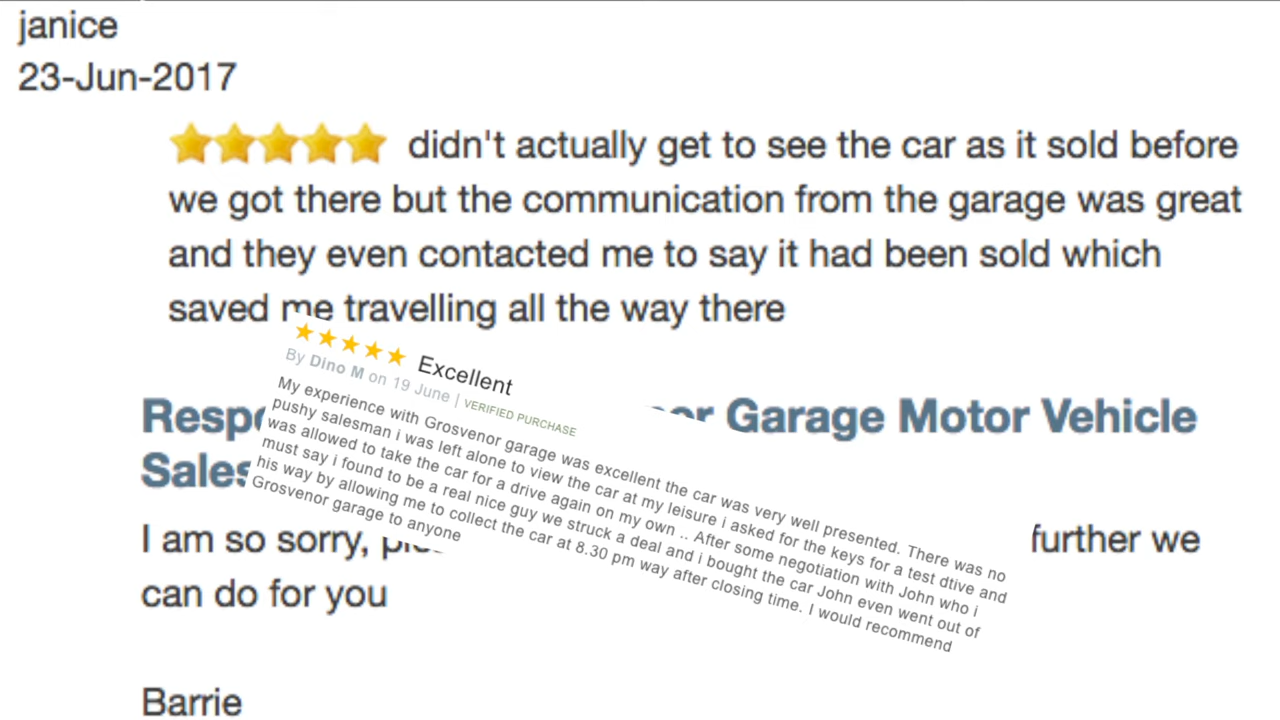 janice
23-Jun-2017
didn't actually get to see the car as it sold before
we got there but the communication from the garage was great
and they even contacted me to say it had been sold which
saved me travelling all the way there
Excellent
By Dino M on 19 June | VERIFIED PURCHASE
My experience with Grosvenor garage was excellent the car was very well presented. There was no
pushy salesman i was left alone to view the car at my leisure i asked for the keys for a test dtive and
was allowed to take the car for a drive again on my own .. After some negotiation with John who i
must say i found to be a real nice guy we struck a deal and i bought the car John even went out of
his way by allowing me to collect the car at 8.30 pm way after closing time. I would recommend
Grosvenor garage to anyone
Garage Motor Vehicle
Sales
I am so sorry, further we
can do for you
Barrie